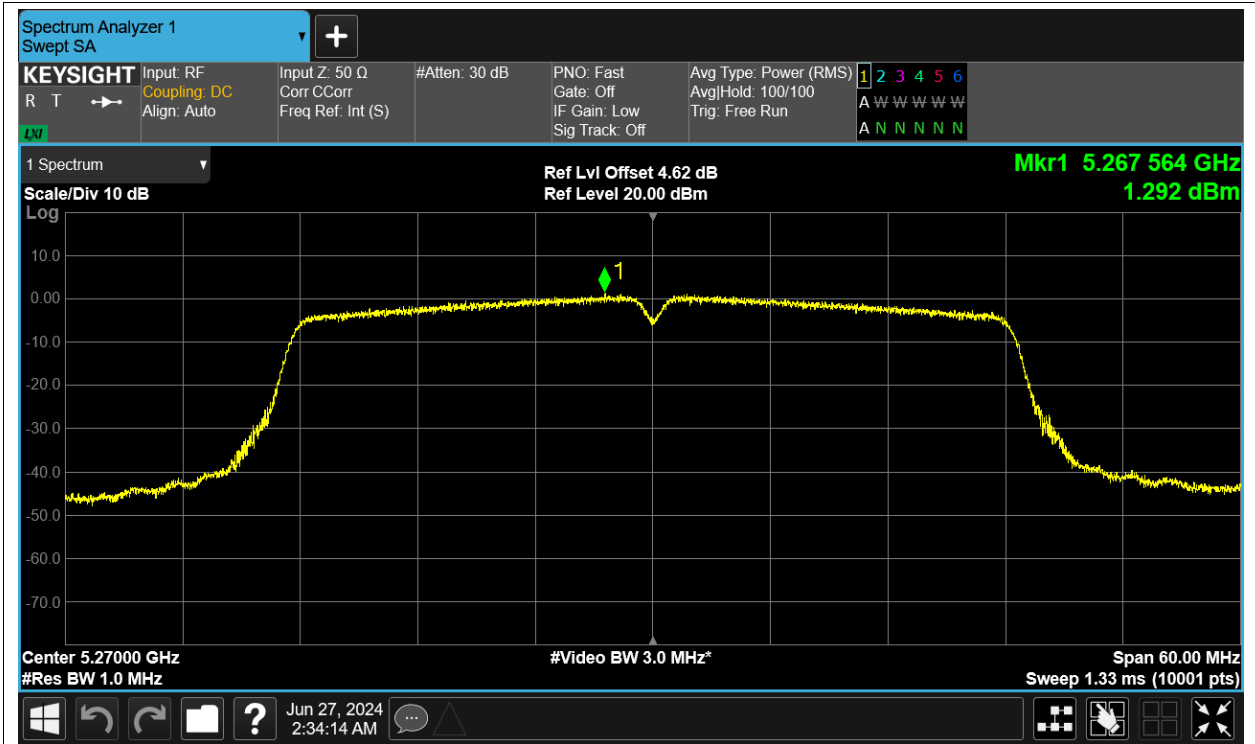 Spectrum Analyzer 1
Swept SA
KEYSIGHT
R T
LXI
Input: RF
Coupling: DC
Align: Auto
Input Z: 50 Ω
Corr CCorr
Freq Ref: Int (S)
#Atten: 30 dB
PNO: Fast
Gate: Off
IF Gain: Low
Sig Track: Off
Avg Type: Power (RMS)
Avg|Hold: 100/100
Trig: Free Run
1 2 3 4 5 6
A W W W W W
A N N N N N
1 Spectrum
Scale/Div 10 dB
Log
Ref Lvl Offset 4.62 dB
Ref Level 20.00 dBm
Mkr1 5.267 564 GHz
1.292 dBm
1
10.0
0.00
-10.0
-20.0
-30.0
-40.0
-50.0
-60.0
-70.0
Center 5.27000 GHz
#Res BW 1.0 MHz
#Video BW 3.0 MHz*
Span 60.00 MHz
Sweep 1.33 ms (10001 pts)
?
Jun 27, 2024
2:34:14 AM